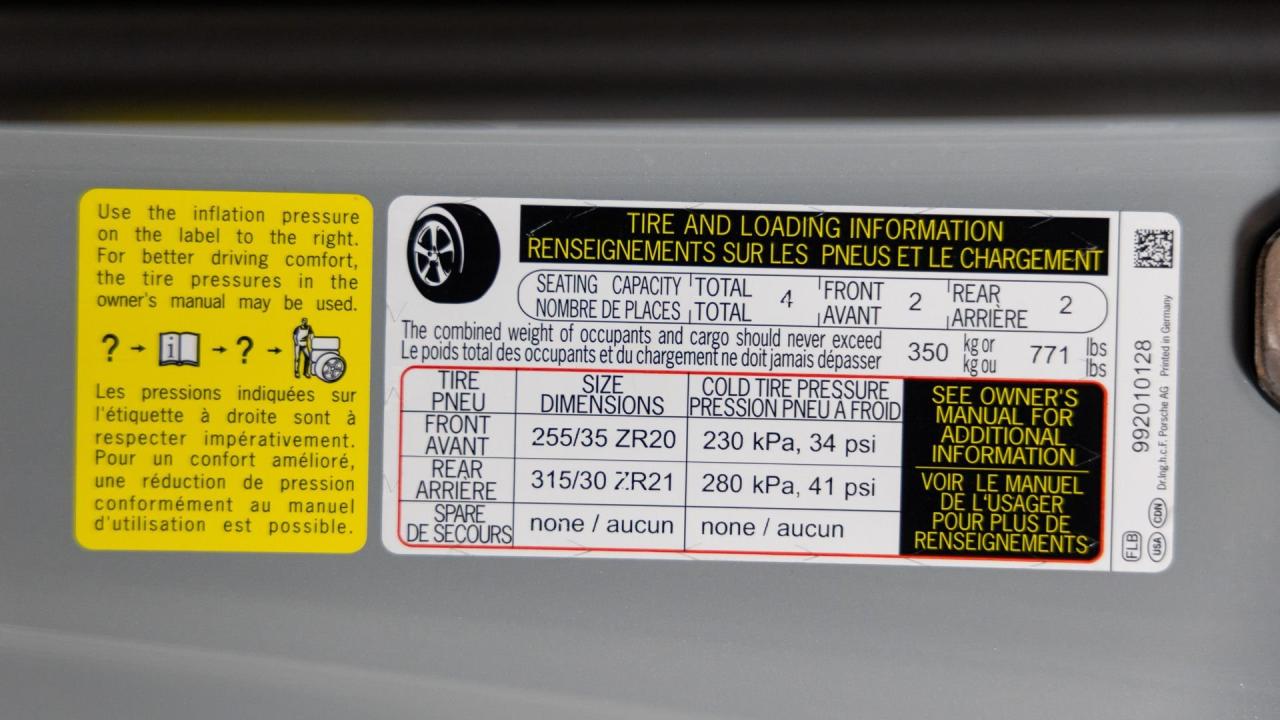 Use the inflation pressure
on the label to the right.
For better driving comfort,
the tire pressures in the
owner's manual may be used.
? i ?
Les pressions indiquées sur
l'étiquette à droite sont à
respecter impérativement.
Pour un confort amélioré,
une réduction de pression
conformément au manuel
d'utilisation est possible.
TIRE AND LOADING INFORMATION
RENSEIGNEMENTS SUR LES PNEUS ET LE CHARGEMENT
SEATING CAPACITY TOTAL 4 FRONT 2 REAR 2
NOMBRE DE PLACES TOTAL AVANT ARRIÈRE
The combined weight of occupants and cargo should never exceed 350 kg or 771 lbs
Le poids total des occupants et du chargement ne doit jamais dépasser kg ou lbs
TIRE SIZE COLD TIRE PRESSURE
PNEU DIMENSIONS PRESSION PNEU A FROID
FRONT 255/35 ZR20 230 kPa, 34 psi
AVANT
REAR 315/30 ZR21 280 kPa, 41 psi
ARRIÈRE
SPARE none / aucun none / aucun
DE SECOURS
SEE OWNER'S
MANUAL FOR
ADDITIONAL
INFORMATION
VOIR LE MANUEL
DE L'USAGER
POUR PLUS DE
RENSEIGNEMENTS
992010128
Dr.Ing.h.c.F. Porsche AG Printed in Germany
FLB
USA CDN